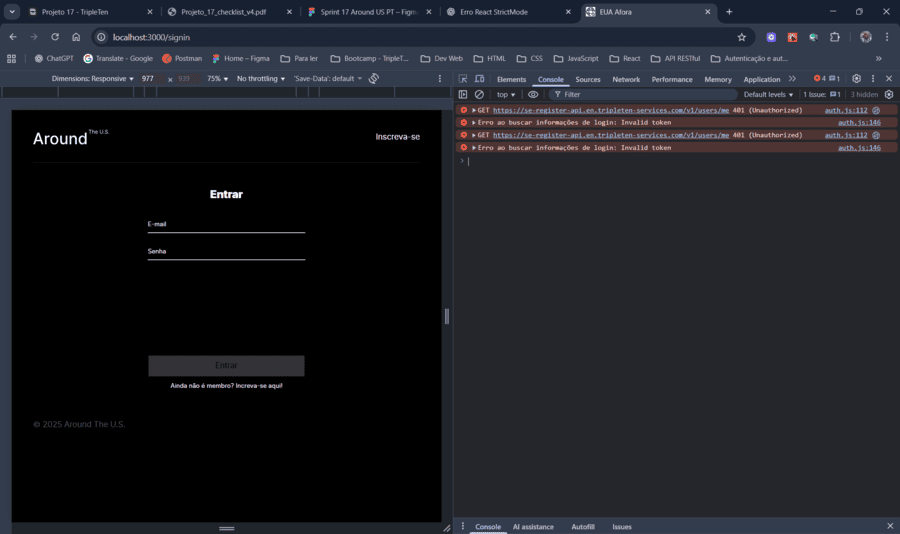 Projeto 17 - TripleTen
Projeto_17_checklist_v4.pdf
Sprint 17 Around US PT – Figm
Erro React StrictMode
EUA Afora
localhost:3000/signin
ChatGPT
Translate - Google
Postman
Home – Figma
Para ler
Bootcamp - TripleT...
Dev Web
HTML
CSS
JavaScript
React
API RESTful
Autenticação e aut...
Dimensions: Responsive
977
x
939
75%
No throttling
'Save-Data': default
Elements
Console
Sources
Network
Performance
Memory
Application
4
1
top
Filter
Default levels
1 Issue:
1
3 hidden
GET https://se-register-api.en.tripleten-services.com/v1/users/me 401 (Unauthorized)
auth.js:112
Erro ao buscar informações de login: Invalid token
auth.js:146
GET https://se-register-api.en.tripleten-services.com/v1/users/me 401 (Unauthorized)
auth.js:112
Erro ao buscar informações de login: Invalid token
auth.js:146
Around The U.S.
Inscreva-se
Entrar
E-mail
Senha
Entrar
Ainda não é membro? Increva-se aqui!
© 2025 Around The U.S.
Console
AI assistance
Autofill
Issues